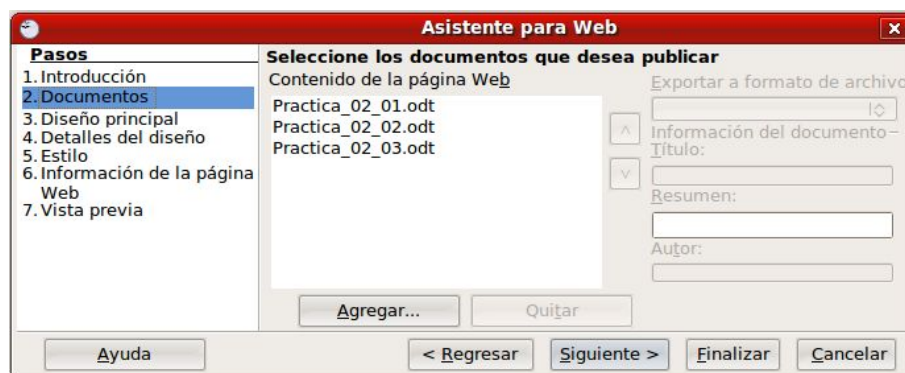 Asistente para Web
Pasos
1. Introducción
2. Documentos
3. Diseño principal
4. Detalles del diseño
5. Estilo
6. Información de la página
Web
7. Vista previa
Seleccione los documentos que desea publicar
Contenido de la página Web
Practica_02_01.odt
Practica_02_02.odt
Practica_02_03.odt
Agregar...
Quitar
Exportar a formato de archivo
Información del documento
Título:
Resumen:
Autor:
Ayuda
< Regresar
Siguiente >
Finalizar
Cancelar